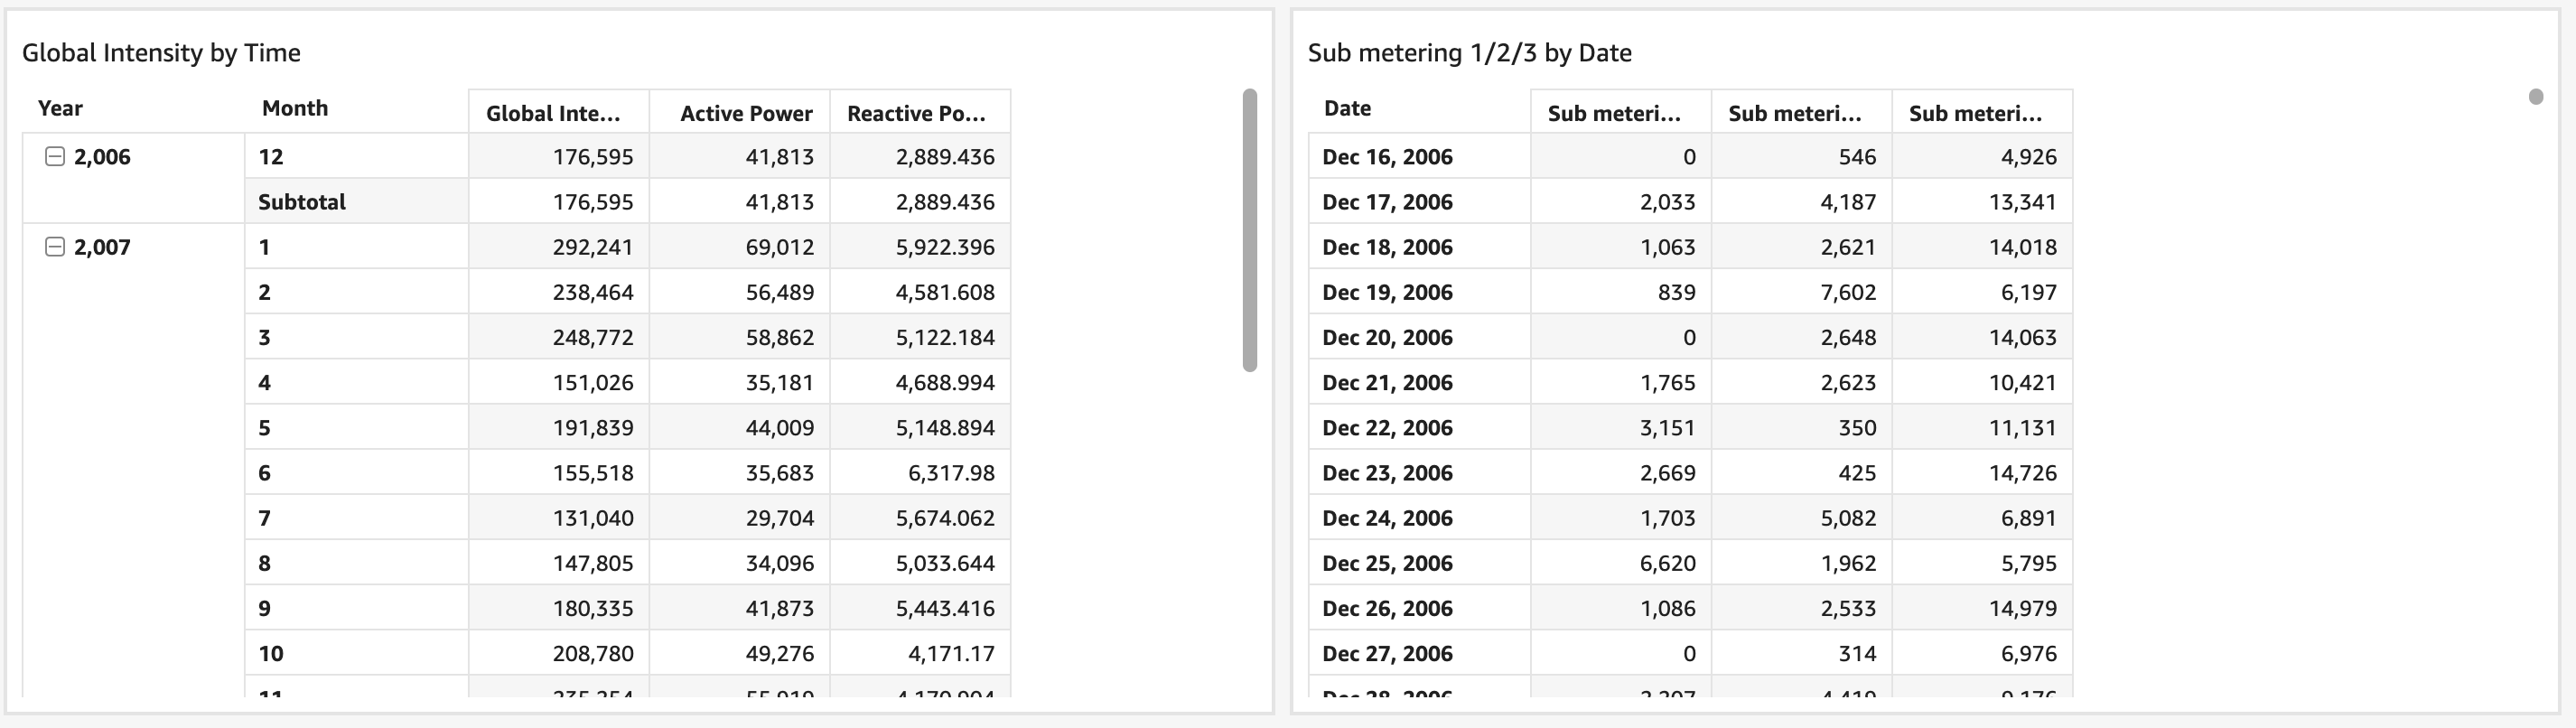 Global Intensity by Time
Year Month Global Inte... Active Power Reactive Po...
2,006 12 176,595 41,813 2,889.436
Subtotal 176,595 41,813 2,889.436
2,007 1 292,241 69,012 5,922.396
2 238,464 56,489 4,581.608
3 248,772 58,862 5,122.184
4 151,026 35,181 4,688.994
5 191,839 44,009 5,148.894
6 155,518 35,683 6,317.98
7 131,040 29,704 5,674.062
8 147,805 34,096 5,033.644
9 180,335 41,873 5,443.416
10 208,780 49,276 4,171.17
11
Sub metering 1/2/3 by Date
Date Sub meteri... Sub meteri... Sub meteri...
Dec 16, 2006 0 546 4,926
Dec 17, 2006 2,033 4,187 13,341
Dec 18, 2006 1,063 2,621 14,018
Dec 19, 2006 839 7,602 6,197
Dec 20, 2006 0 2,648 14,063
Dec 21, 2006 1,765 2,623 10,421
Dec 22, 2006 3,151 350 11,131
Dec 23, 2006 2,669 425 14,726
Dec 24, 2006 1,703 5,082 6,891
Dec 25, 2006 6,620 1,962 5,795
Dec 26, 2006 1,086 2,533 14,979
Dec 27, 2006 0 314 6,976
Dec 28, 2006